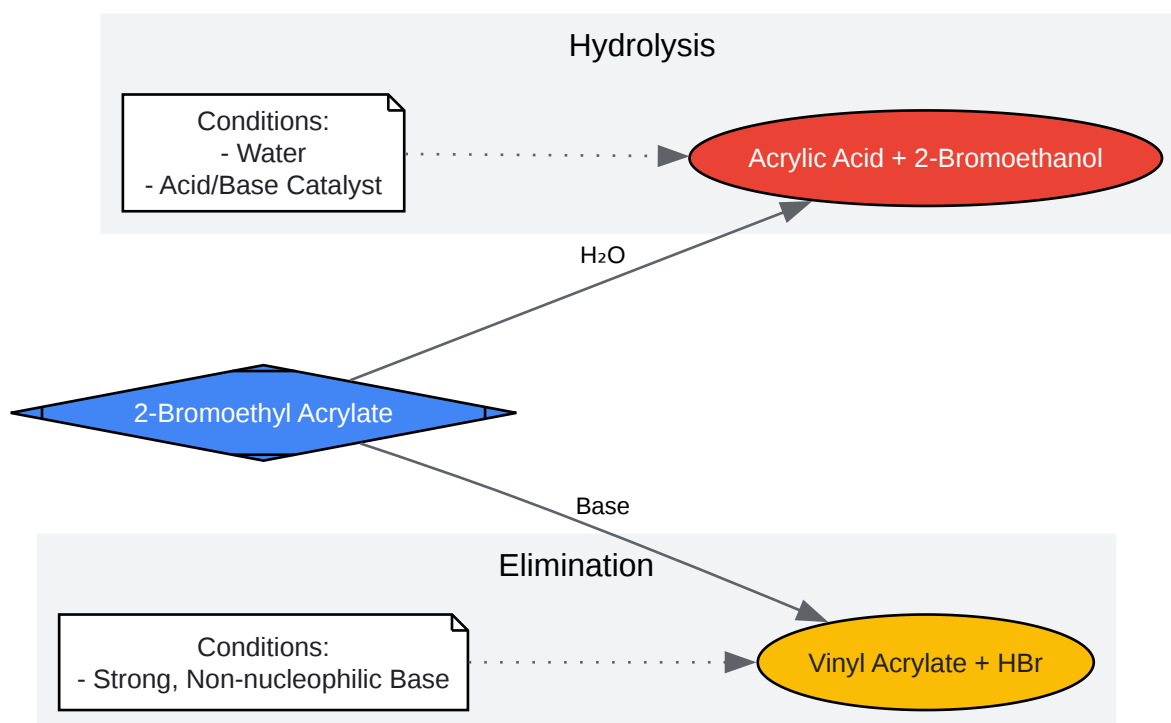 Hydrolysis
Conditions:
- Water
- Acid/Base Catalyst
Acrylic Acid + 2-Bromoethanol
H₂O
2-Bromoethyl Acrylate
Base
Elimination
Conditions:
- Strong, Non-nucleophilic Base
Vinyl Acrylate + HBr